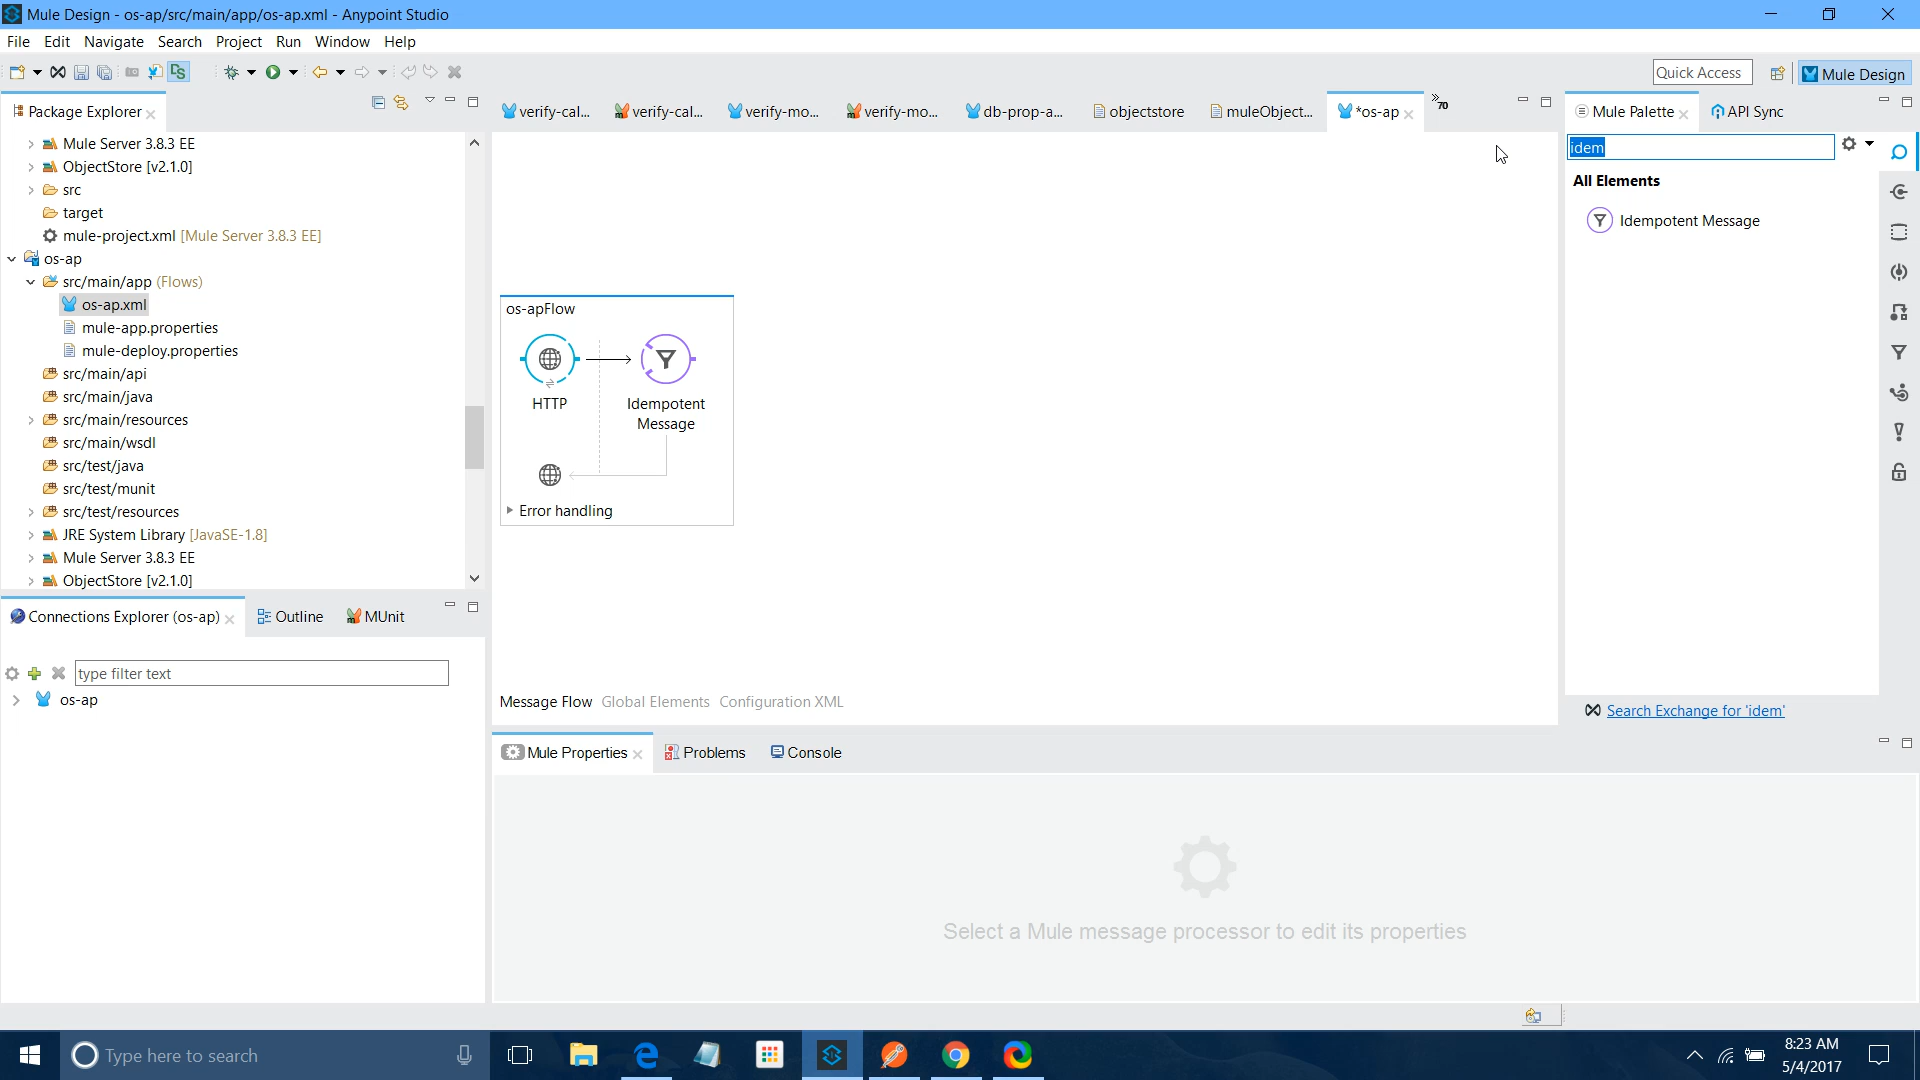 Mule Design - os-ap/src/main/app/os-ap.xml - Anypoint Studio
File Edit Navigate Search Project Run Window Help
Quick Access
Mule Design
Package Explorer
verify-cal...
verify-cal...
verify-mo...
verify-mo...
db-prop-a...
objectstore
muleObject...
*os-ap
»70
Mule Palette
API Sync
Mule Server 3.8.3 EE
ObjectStore [v2.1.0]
src
target
mule-project.xml [Mule Server 3.8.3 EE]
os-ap
src/main/app (Flows)
os-ap.xml
mule-app.properties
mule-deploy.properties
src/main/api
src/main/java
src/main/resources
src/main/wsdl
src/test/java
src/test/munit
src/test/resources
JRE System Library [JavaSE-1.8]
Mule Server 3.8.3 EE
ObjectStore [v2.1.0]
idem
All Elements
Idempotent Message
os-apFlow
HTTP
Idempotent
Message
Error handling
Message Flow Global Elements Configuration XML
Search Exchange for 'idem'
Connections Explorer (os-ap)
Outline
MUnit
type filter text
os-ap
Mule Properties
Problems
Console
Select a Mule message processor to edit its properties
Type here to search
8:23 AM
5/4/2017